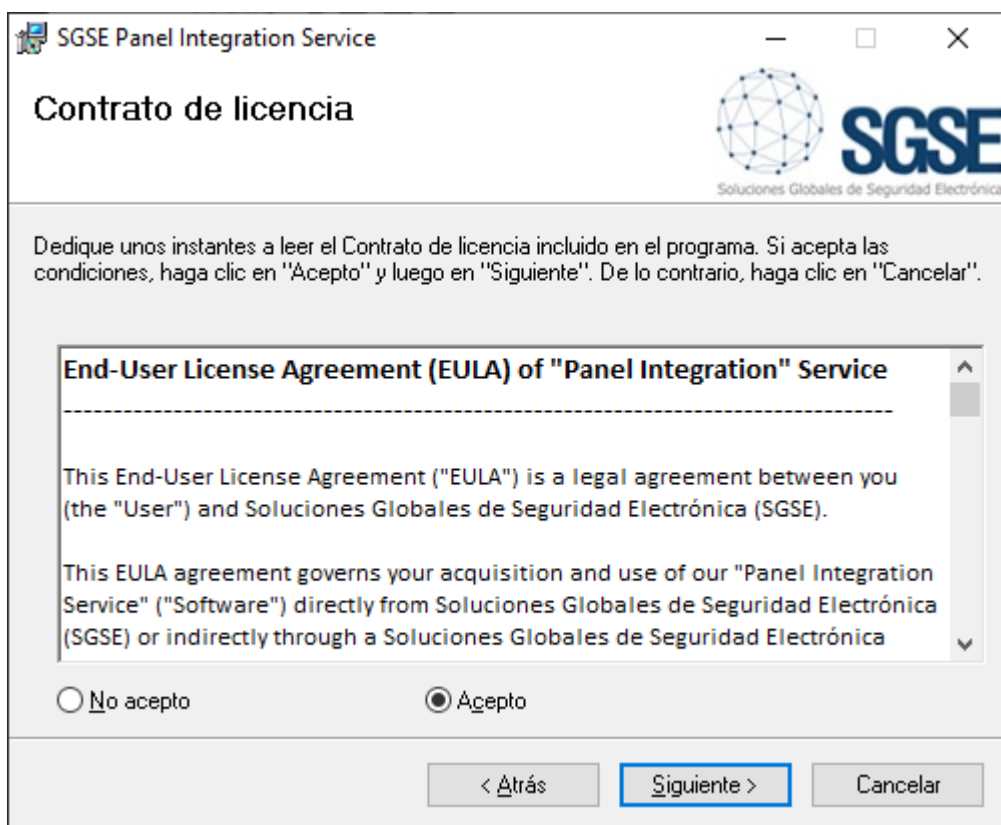 SGSE Panel Integration Service
Contrato de licencia
SGSE
Soluciones Globales de Seguridad Electrónica
Dedique unos instantes a leer el Contrato de licencia incluido en el programa. Si acepta las
condiciones, haga clic en "Acepto" y luego en "Siguiente". De lo contrario, haga clic en "Cancelar".
End-User License Agreement (EULA) of "Panel Integration" Service
-----------------------------------------------------------------------------------
This End-User License Agreement ("EULA") is a legal agreement between you
(the "User") and Soluciones Globales de Seguridad Electrónica (SGSE).
This EULA agreement governs your acquisition and use of our "Panel Integration
Service" ("Software") directly from Soluciones Globales de Seguridad Electrónica
(SGSE) or indirectly through a Soluciones Globales de Seguridad Electrónica
No acepto
Acepto
< Atrás
Siguiente >
Cancelar